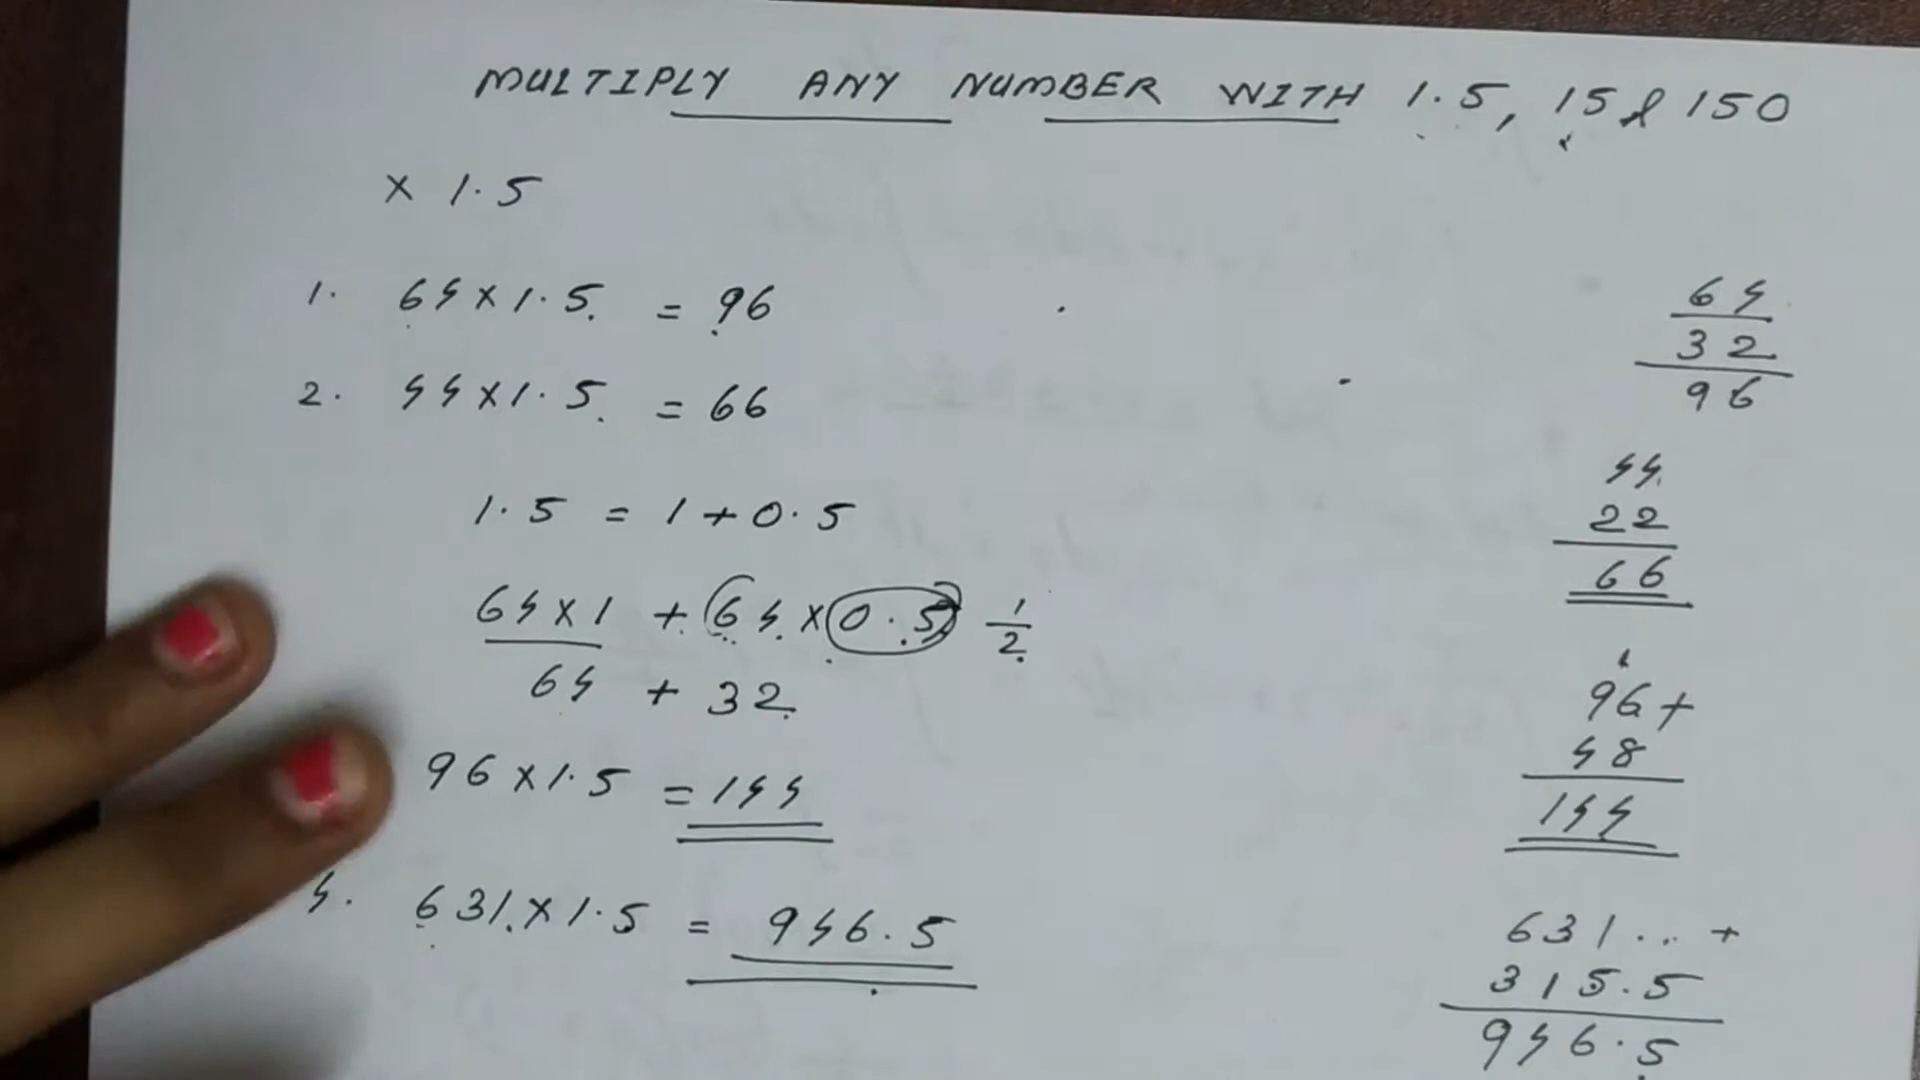 MULTIPLY ANY NUMBER WITH 1.5, 15 & 150
× 1.5
1. 64×1.5 = 96
2. 44×1.5 = 66
1.5 = 1+0.5
64×1 + (64×0.5) 1/2
64 + 32
96×1.5 = 144
4. 631×1.5 = 946.5
64
32
96
44
22
66
1
96+
48
144
631.. +
315.5
946.5